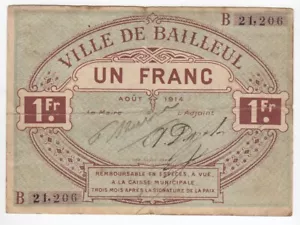 B 21,206
VILLE DE BAILLEUL
UN FRANC
1 Fr 1 Fr
AOÛT 1914
Le Maire L'Adjoint
REMBOURSABLE EN ESPÈCES, A VUE,
A LA CAISSE MUNICIPALE
TROIS MOIS APRÈS LA SIGNATURE DE LA PAIX
B 21,206